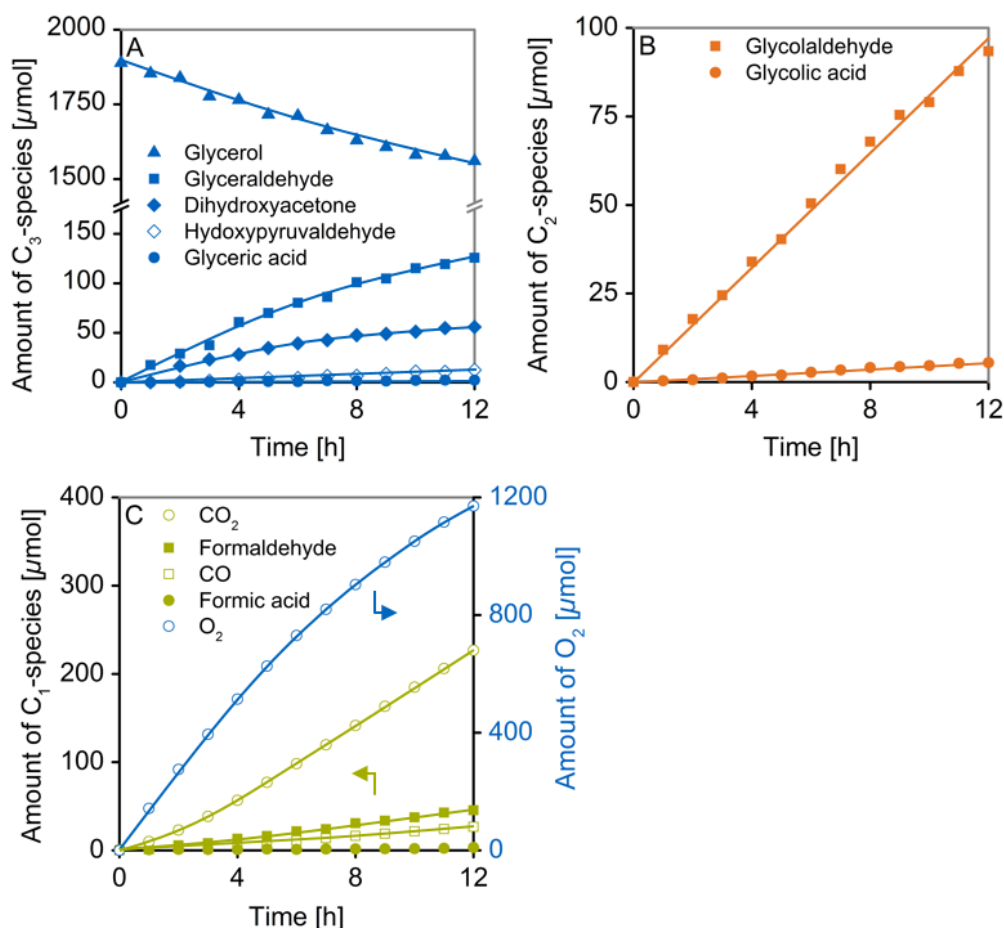 A
2000
1750
1500
150
100
50
0
Amount of C₃-species [µmol]
Glycerol
Glyceraldehyde
Dihydroxyacetone
Hydoxypyruvaldehyde
Glyceric acid
0 4 8 12
Time [h]
B
100
75
50
25
0
Amount of C₂-species [µmol]
Glycolaldehyde
Glycolic acid
0 4 8 12
Time [h]
C
400
300
200
100
0
Amount of C₁-species [µmol]
CO₂
Formaldehyde
CO
Formic acid
O₂
1200
800
400
0
Amount of O₂ [µmol]
0 4 8 12
Time [h]